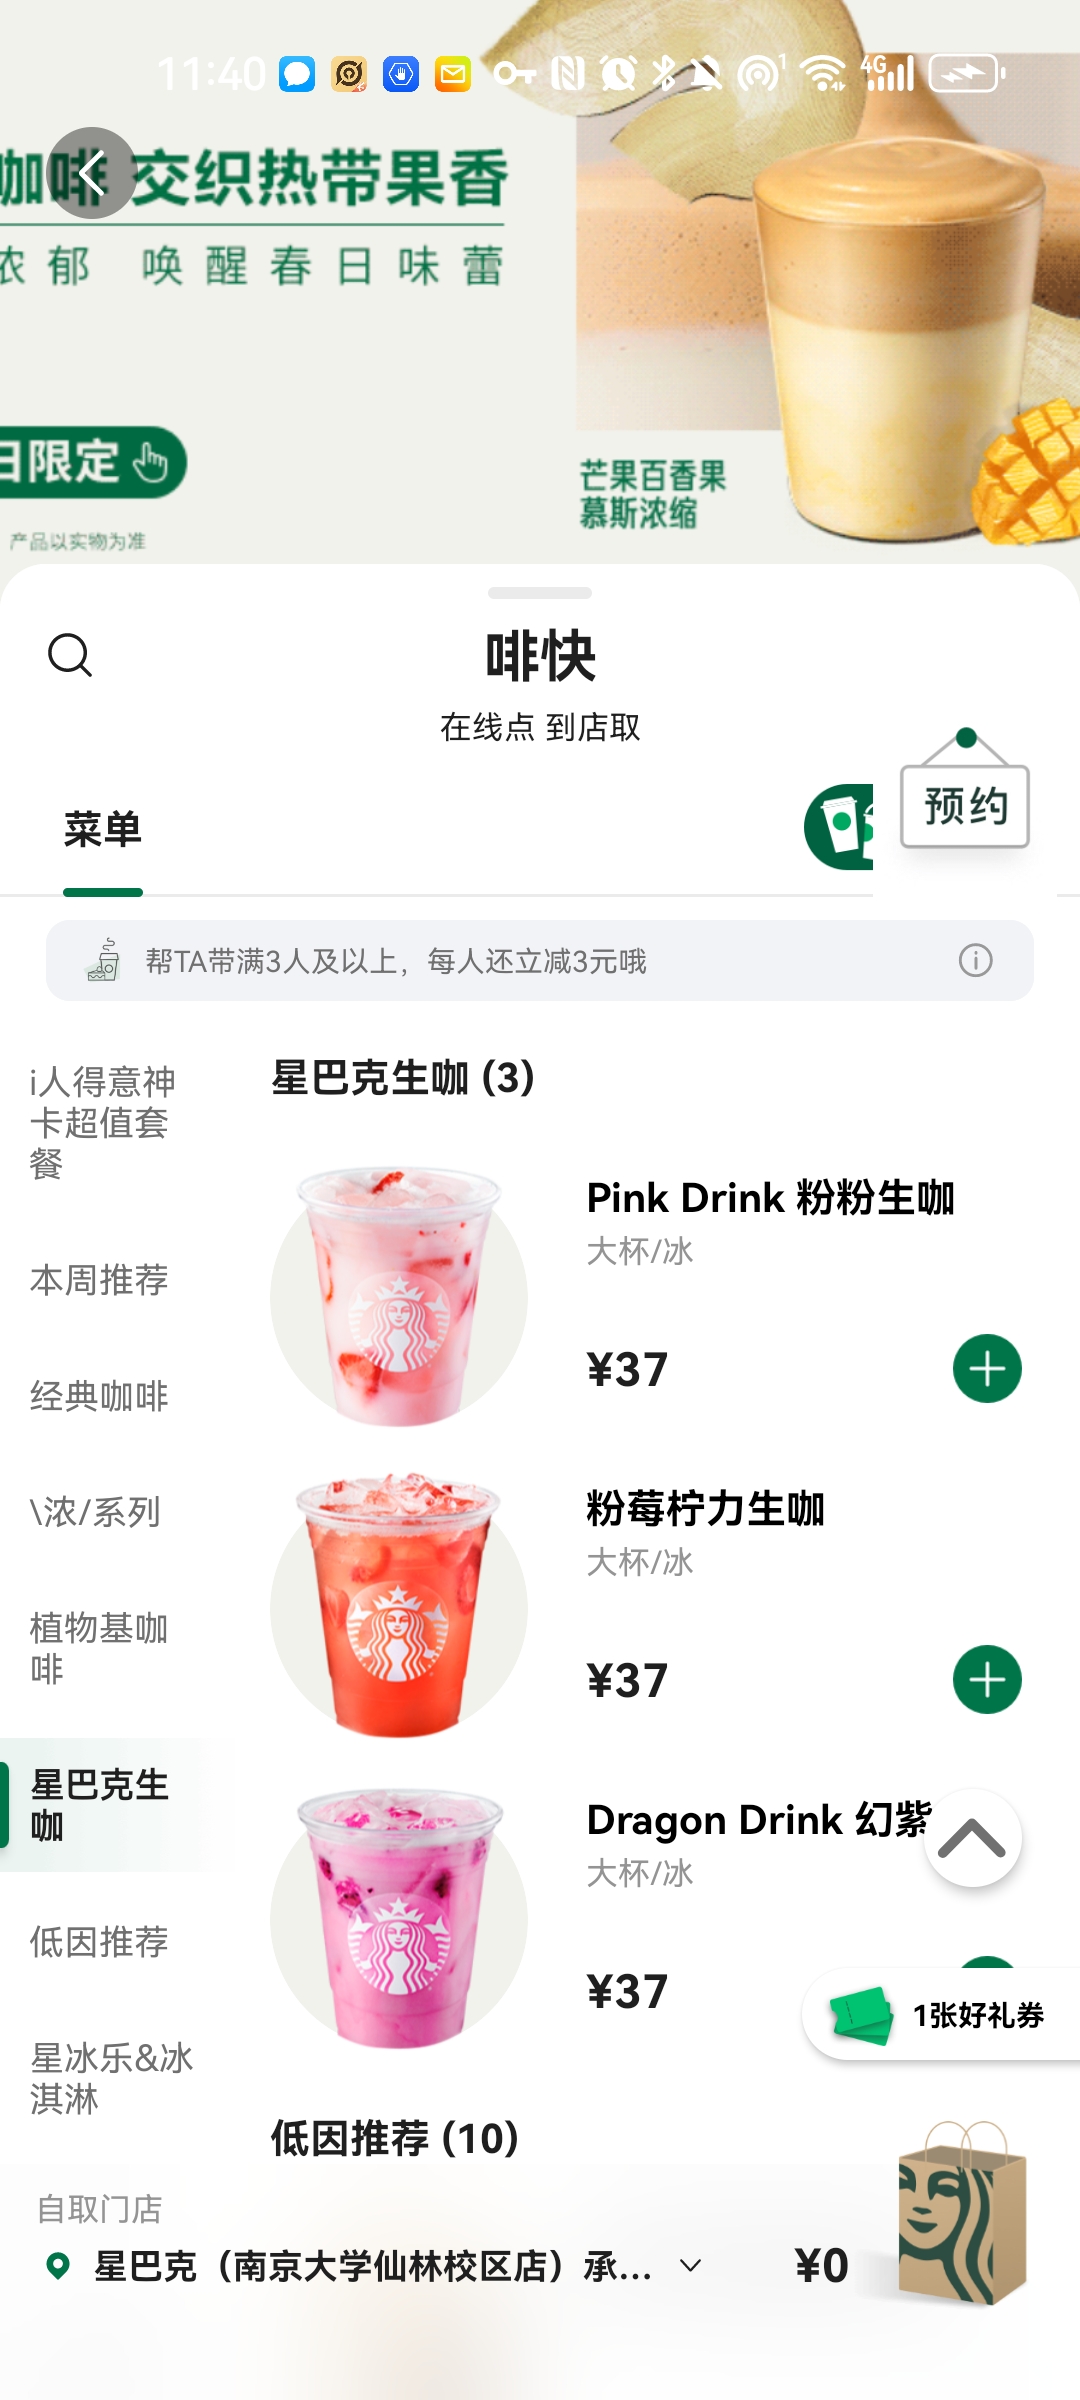 11:40
4G
1
咖啡 交织热带果香
浓郁 唤醒春日味蕾
日限定
产品以实物为准
芒果百香果
慕斯浓缩
啡快
在线点 到店取
预约
菜单
帮TA带满3人及以上，每人还立减3元哦
i人得意神
卡超值套
餐
本周推荐
经典咖啡
\浓/系列
植物基咖
啡
星巴克生
咖
低因推荐
星冰乐&冰
淇淋
星巴克生咖 (3)
Pink Drink 粉粉生咖
大杯/冰
¥37
粉莓柠力生咖
大杯/冰
¥37
Dragon Drink 幻紫
大杯/冰
¥37
1张好礼券
低因推荐 (10)
自取门店
星巴克（南京大学仙林校区店）承...
¥0